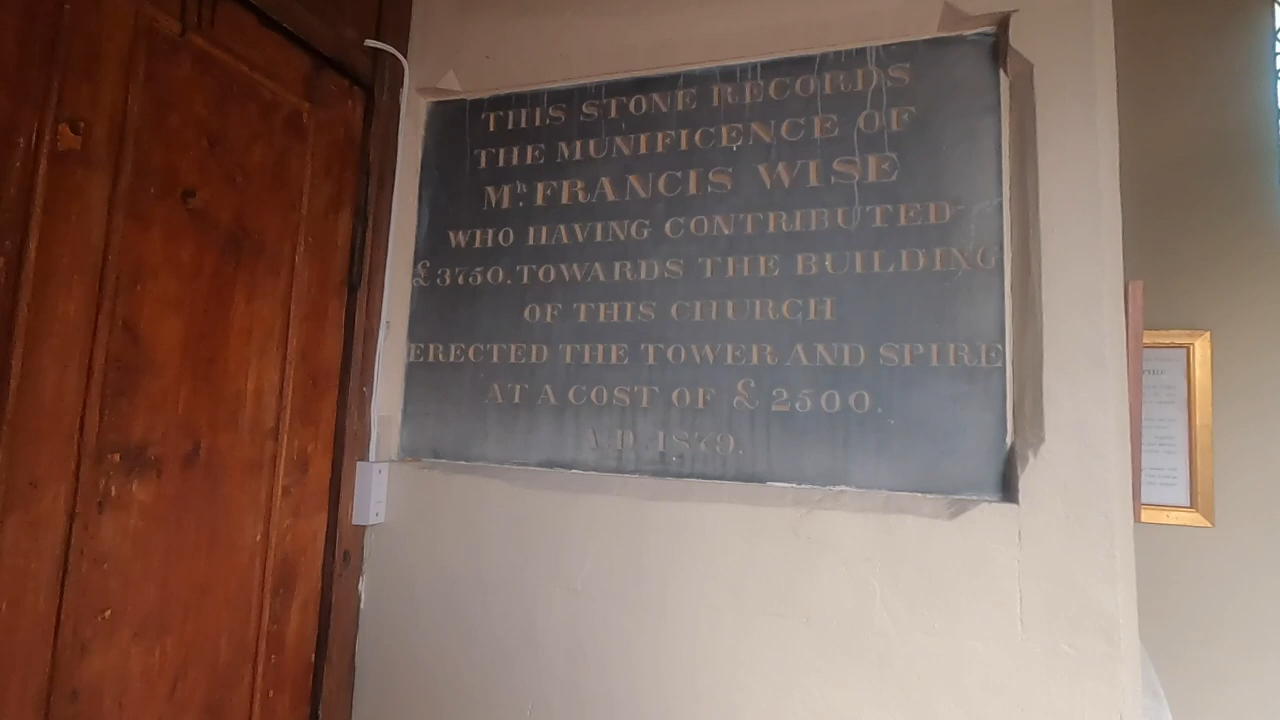 THIS STONE RECORDS
THE MUNIFICENCE OF
Mr. FRANCIS WISE
WHO HAVING CONTRIBUTED
£3750. TOWARDS THE BUILDING
OF THIS CHURCH
ERECTED THE TOWER AND SPIRE
AT A COST OF £2500.
A.D. 1879.